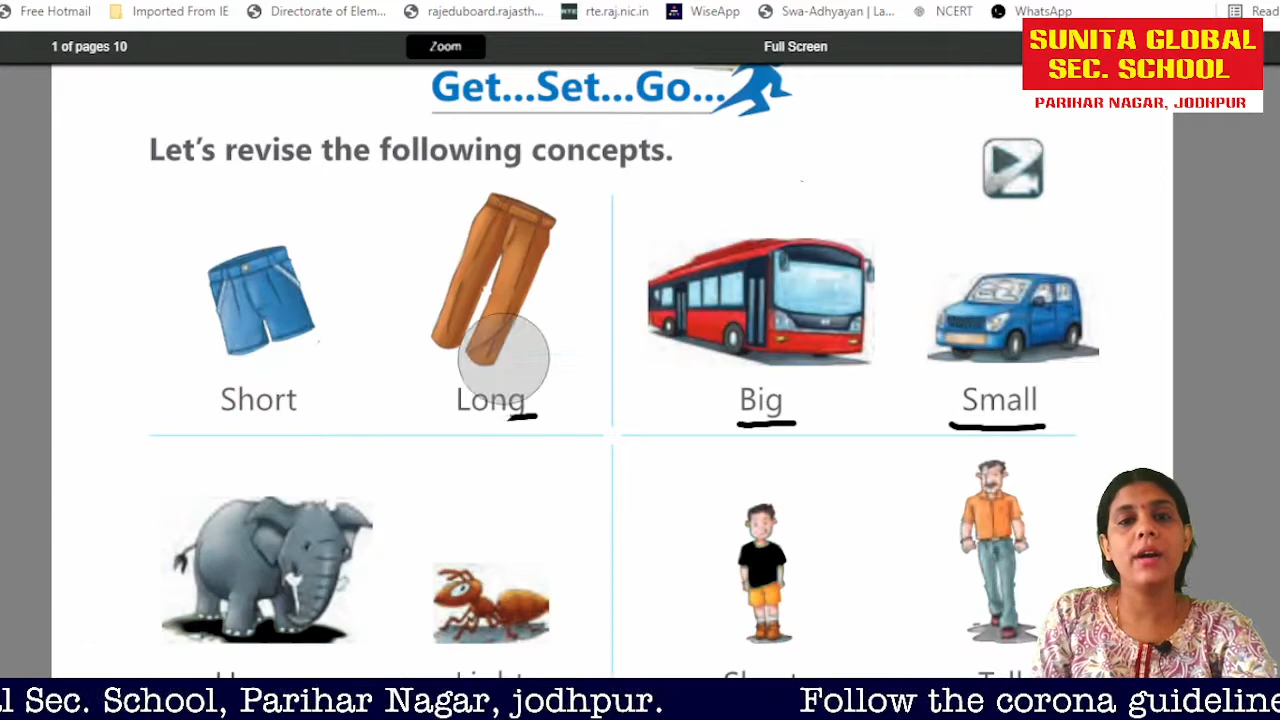 Free Hotmail Imported From IE Directorate of Elem... rajeduboard.rajasth... rte.raj.nic.in WiseApp Swa-Adhyayan | La... NCERT WhatsApp Read
1 of pages 10 Zoom Full Screen
SUNITA GLOBAL
SEC. SCHOOL
PARIHAR NAGAR, JODHPUR
Get...Set...Go...
Let's revise the following concepts.
Short Long Big Small
l Sec. School, Parihar Nagar, jodhpur. Follow the corona guideline